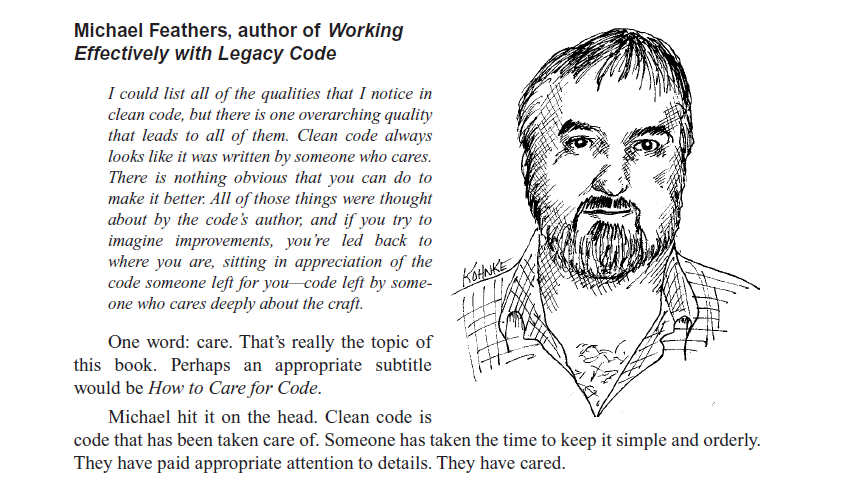 Michael Feathers, author of Working
Effectively with Legacy Code
I could list all of the qualities that I notice in
clean code, but there is one overarching quality
that leads to all of them. Clean code always
looks like it was written by someone who cares.
There is nothing obvious that you can do to
make it better. All of those things were thought
about by the code’s author, and if you try to
imagine improvements, you’re led back to
where you are, sitting in appreciation of the
code someone left for you—code left by some-
one who cares deeply about the craft.
KOHNKE
One word: care. That’s really the topic of
this book. Perhaps an appropriate subtitle
would be How to Care for Code.
Michael hit it on the head. Clean code is
code that has been taken care of. Someone has taken the time to keep it simple and orderly.
They have paid appropriate attention to details. They have cared.